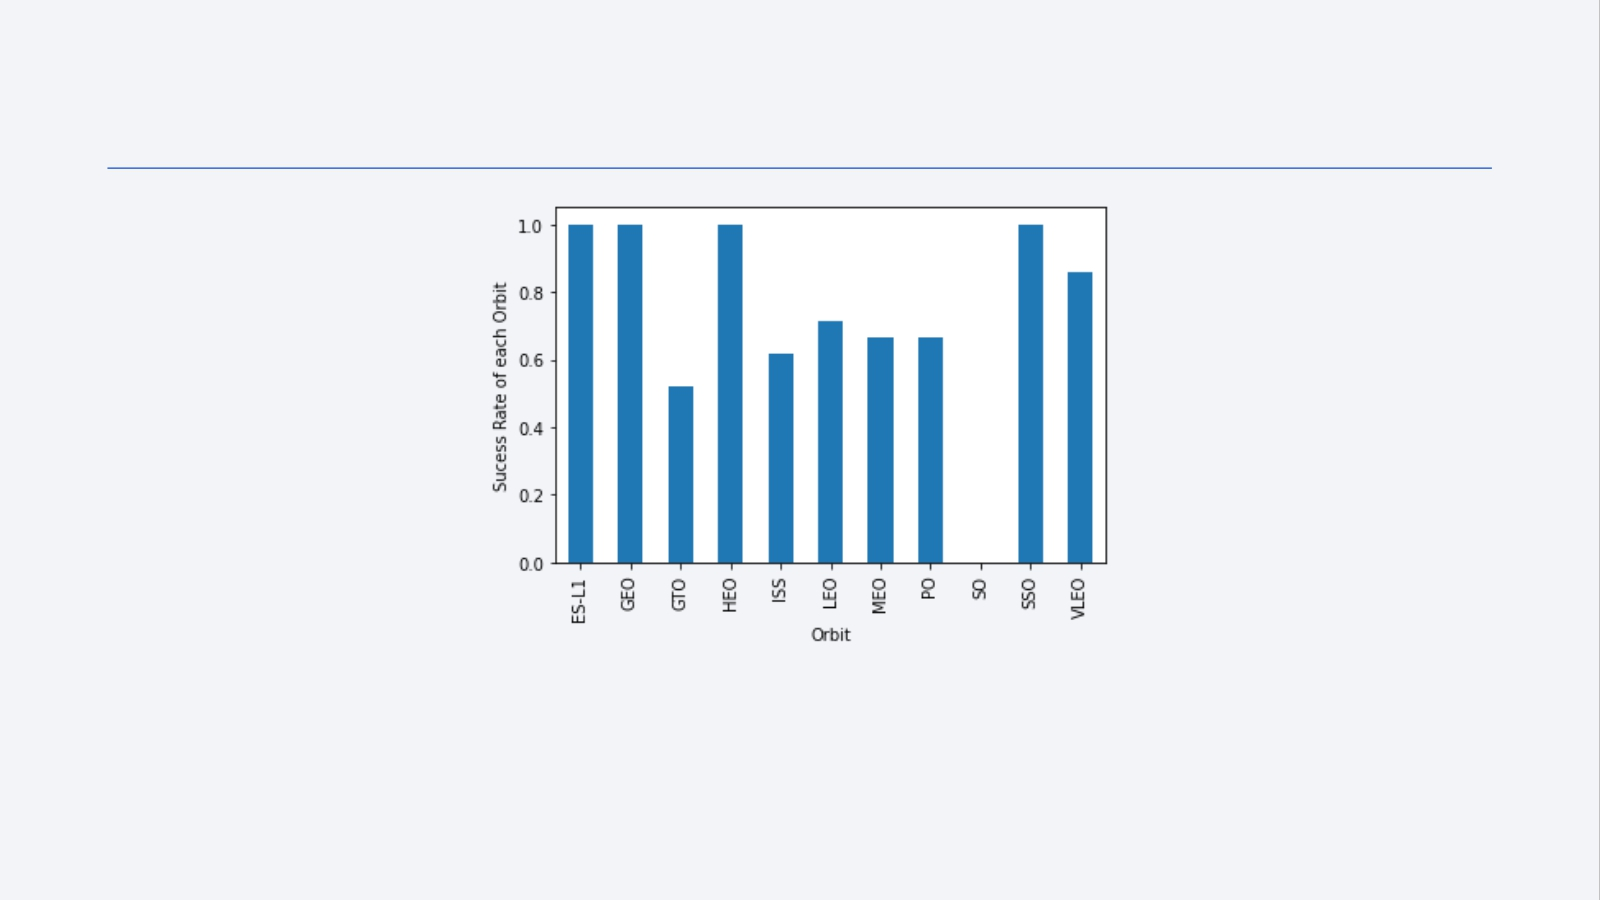 Sucess Rate of each Orbit
1.0
0.8
0.6
0.4
0.2
0.0
ES-L1
GEO
GTO
HEO
ISS
LEO
MEO
PO
SO
SSO
VLEO
Orbit